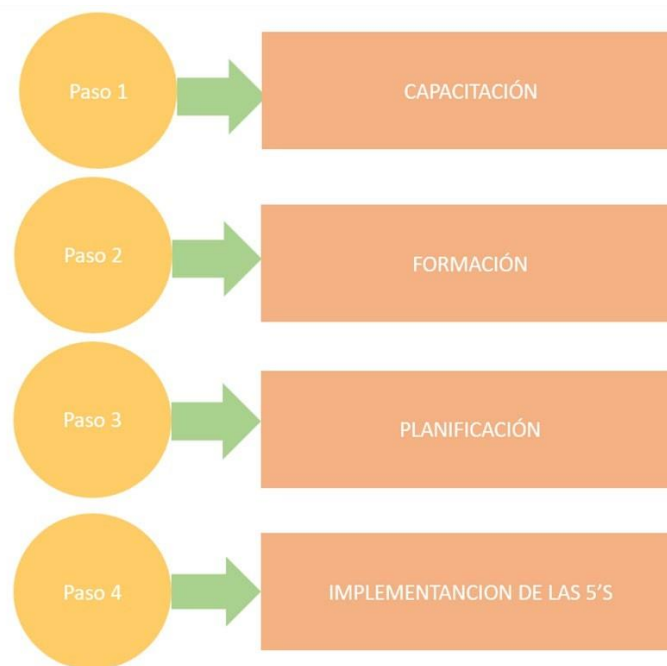 Paso 1
CAPACITACIÓN
Paso 2
FORMACIÓN
Paso 3
PLANIFICACIÓN
Paso 4
IMPLEMENTANCION DE LAS 5’S